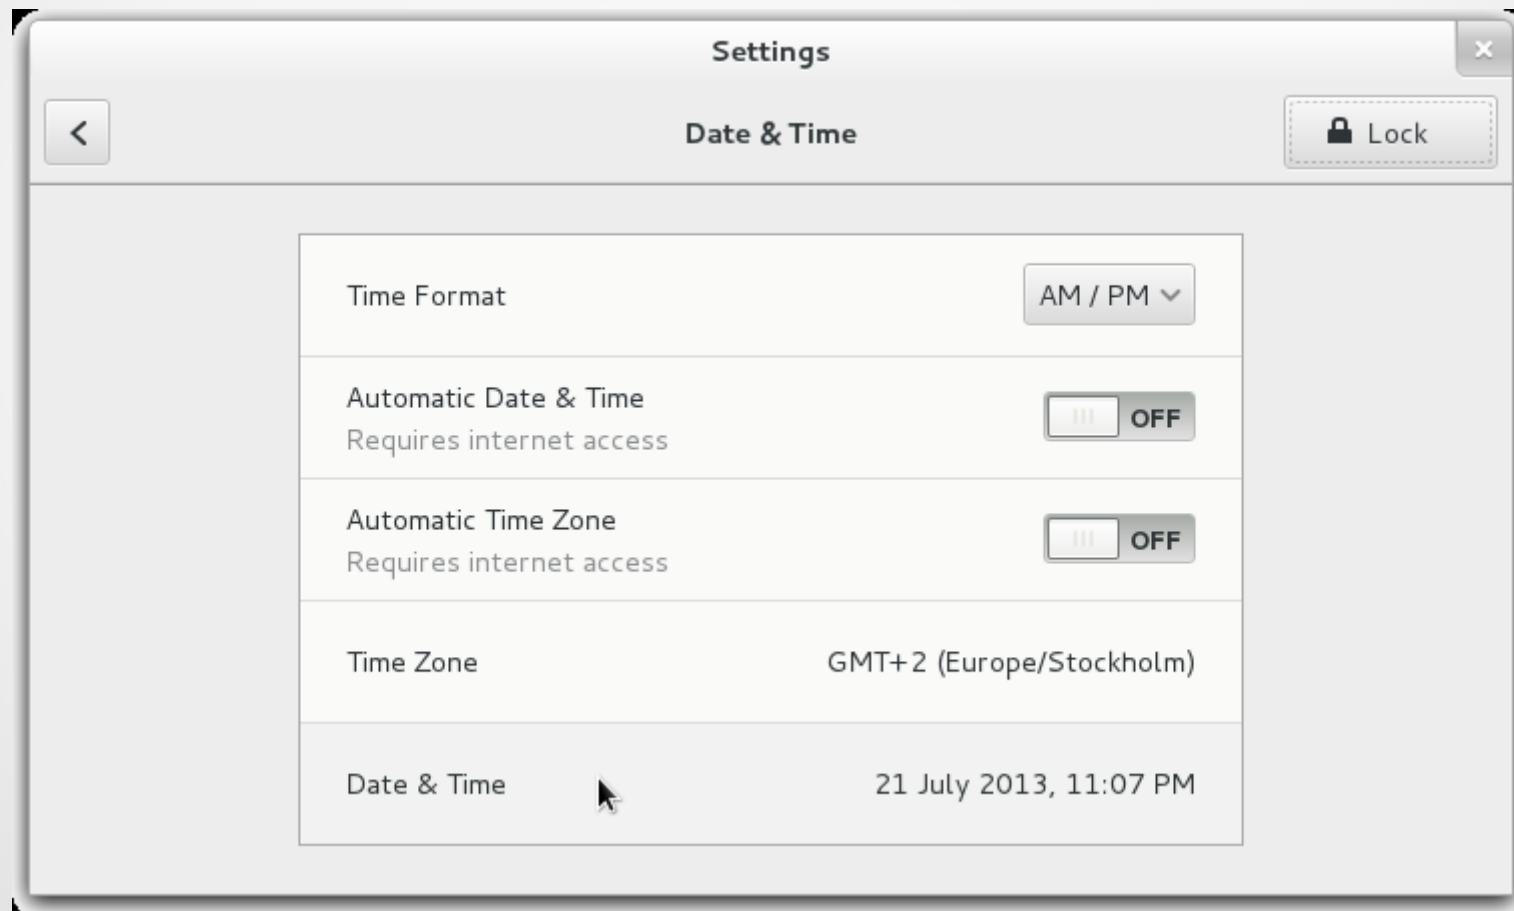 Settings
Date & Time
Lock
Time Format
AM / PM
Automatic Date & Time
Requires internet access
OFF
Automatic Time Zone
Requires internet access
OFF
Time Zone
GMT+2 (Europe/Stockholm)
Date & Time
21 July 2013, 11:07 PM